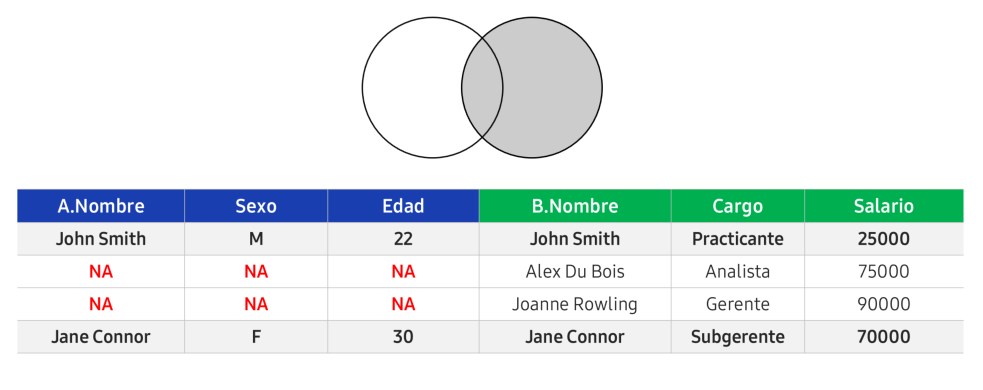 A.Nombre Sexo Edad B.Nombre Cargo Salario
John Smith M 22 John Smith Practicante 25000
NA NA NA Alex Du Bois Analista 75000
NA NA NA Joanne Rowling Gerente 90000
Jane Connor F 30 Jane Connor Subgerente 70000